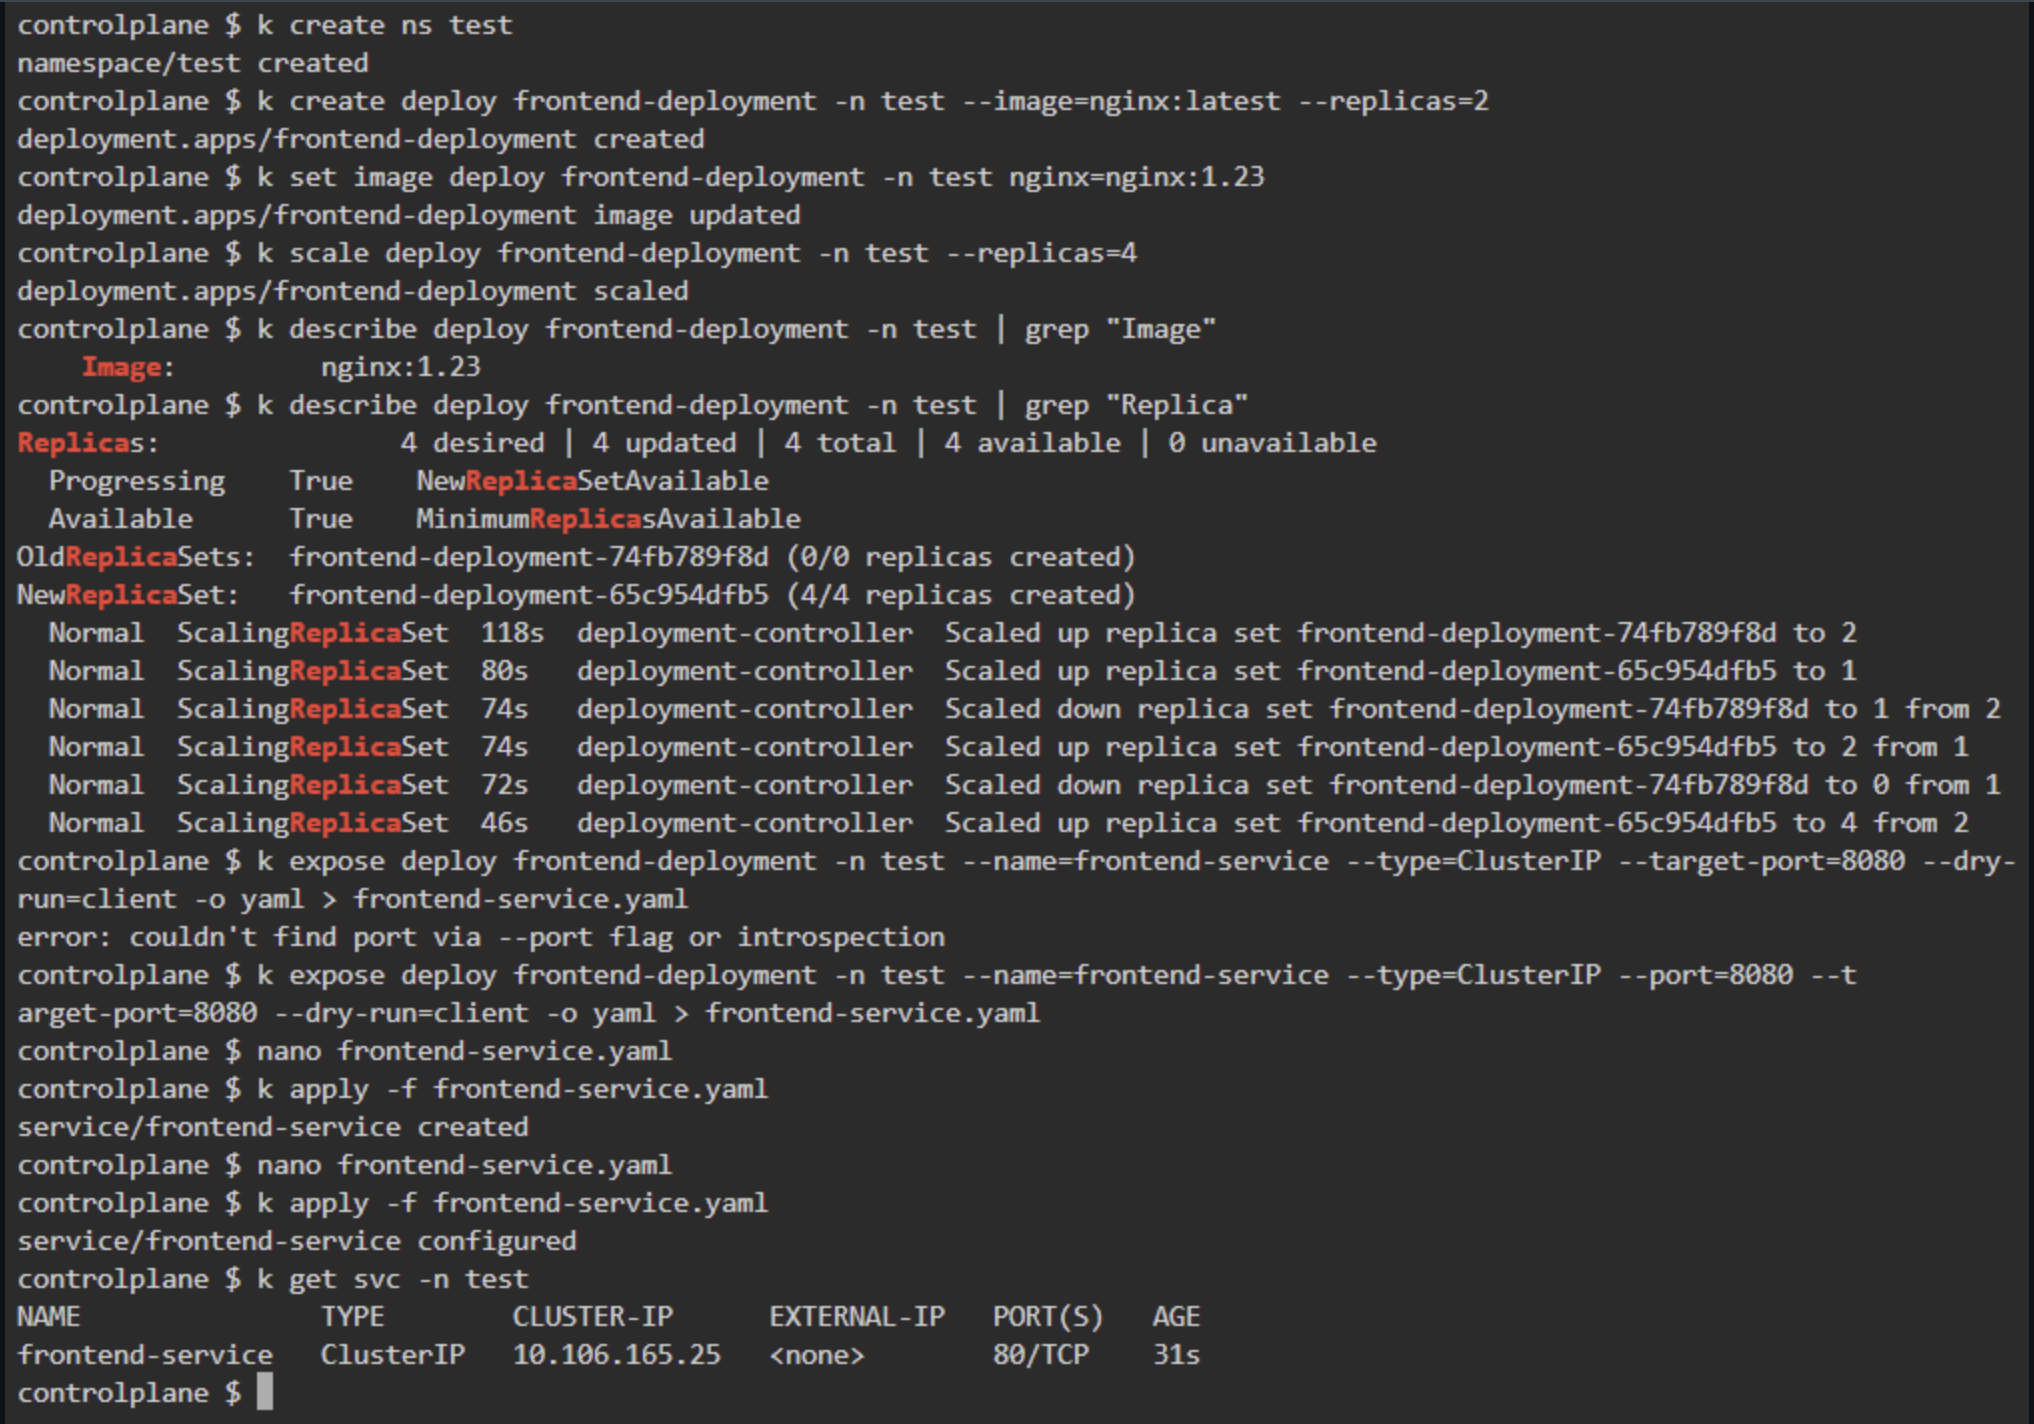 controlplane $ k create ns test
namespace/test created
controlplane $ k create deploy frontend-deployment -n test --image=nginx:latest --replicas=2
deployment.apps/frontend-deployment created
controlplane $ k set image deploy frontend-deployment -n test nginx=nginx:1.23
deployment.apps/frontend-deployment image updated
controlplane $ k scale deploy frontend-deployment -n test --replicas=4
deployment.apps/frontend-deployment scaled
controlplane $ k describe deploy frontend-deployment -n test | grep "Image"
    Image:         nginx:1.23
controlplane $ k describe deploy frontend-deployment -n test | grep "Replica"
Replicas:               4 desired | 4 updated | 4 total | 4 available | 0 unavailable
  Progressing    True    NewReplicaSetAvailable
  Available      True    MinimumReplicasAvailable
OldReplicaSets:  frontend-deployment-74fb789f8d (0/0 replicas created)
NewReplicaSet:   frontend-deployment-65c954dfb5 (4/4 replicas created)
  Normal  ScalingReplicaSet  118s  deployment-controller  Scaled up replica set frontend-deployment-74fb789f8d to 2
  Normal  ScalingReplicaSet  80s   deployment-controller  Scaled up replica set frontend-deployment-65c954dfb5 to 1
  Normal  ScalingReplicaSet  74s   deployment-controller  Scaled down replica set frontend-deployment-74fb789f8d to 1 from 2
  Normal  ScalingReplicaSet  74s   deployment-controller  Scaled up replica set frontend-deployment-65c954dfb5 to 2 from 1
  Normal  ScalingReplicaSet  72s   deployment-controller  Scaled down replica set frontend-deployment-74fb789f8d to 0 from 1
  Normal  ScalingReplicaSet  46s   deployment-controller  Scaled up replica set frontend-deployment-65c954dfb5 to 4 from 2
controlplane $ k expose deploy frontend-deployment -n test --name=frontend-service --type=ClusterIP --target-port=8080 --dry-
run=client -o yaml > frontend-service.yaml
error: couldn't find port via --port flag or introspection
controlplane $ k expose deploy frontend-deployment -n test --name=frontend-service --type=ClusterIP --port=8080 --t
arget-port=8080 --dry-run=client -o yaml > frontend-service.yaml
controlplane $ nano frontend-service.yaml
controlplane $ k apply -f frontend-service.yaml
service/frontend-service created
controlplane $ nano frontend-service.yaml
controlplane $ k apply -f frontend-service.yaml
service/frontend-service configured
controlplane $ k get svc -n test
NAME               TYPE        CLUSTER-IP      EXTERNAL-IP   PORT(S)   AGE
frontend-service   ClusterIP   10.106.165.25   <none>        80/TCP    31s
controlplane $